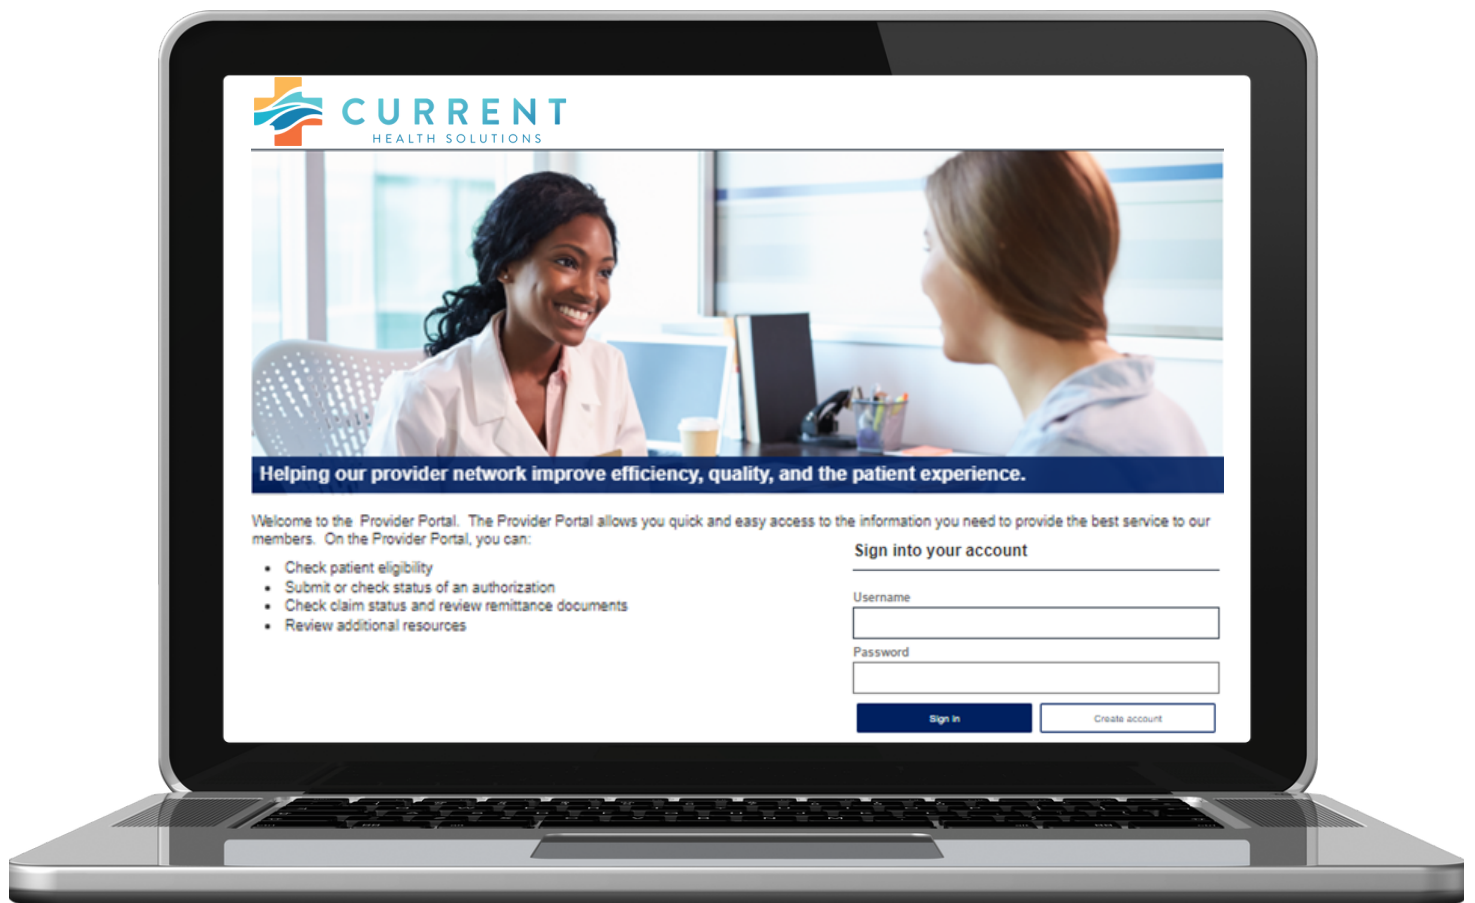 CURRENT
HEALTH SOLUTIONS
Helping our provider network improve efficiency, quality, and the patient experience.
Welcome to the Provider Portal. The Provider Portal allows you quick and easy access to the information you need to provide the best service to our
members. On the Provider Portal, you can:
• Check patient eligibility
• Submit or check status of an authorization
• Check claim status and review remittance documents
• Review additional resources
Sign into your account
Username
Password
Sign in
Create account